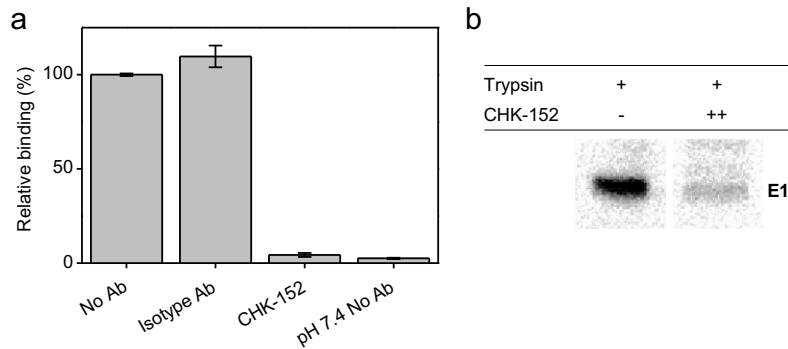 a
Relative binding (%)
100
50
0
No Ab
Isotype Ab
CHK-152
pH 7.4 No Ab
b
Trypsin + +
CHK-152 - ++
E1